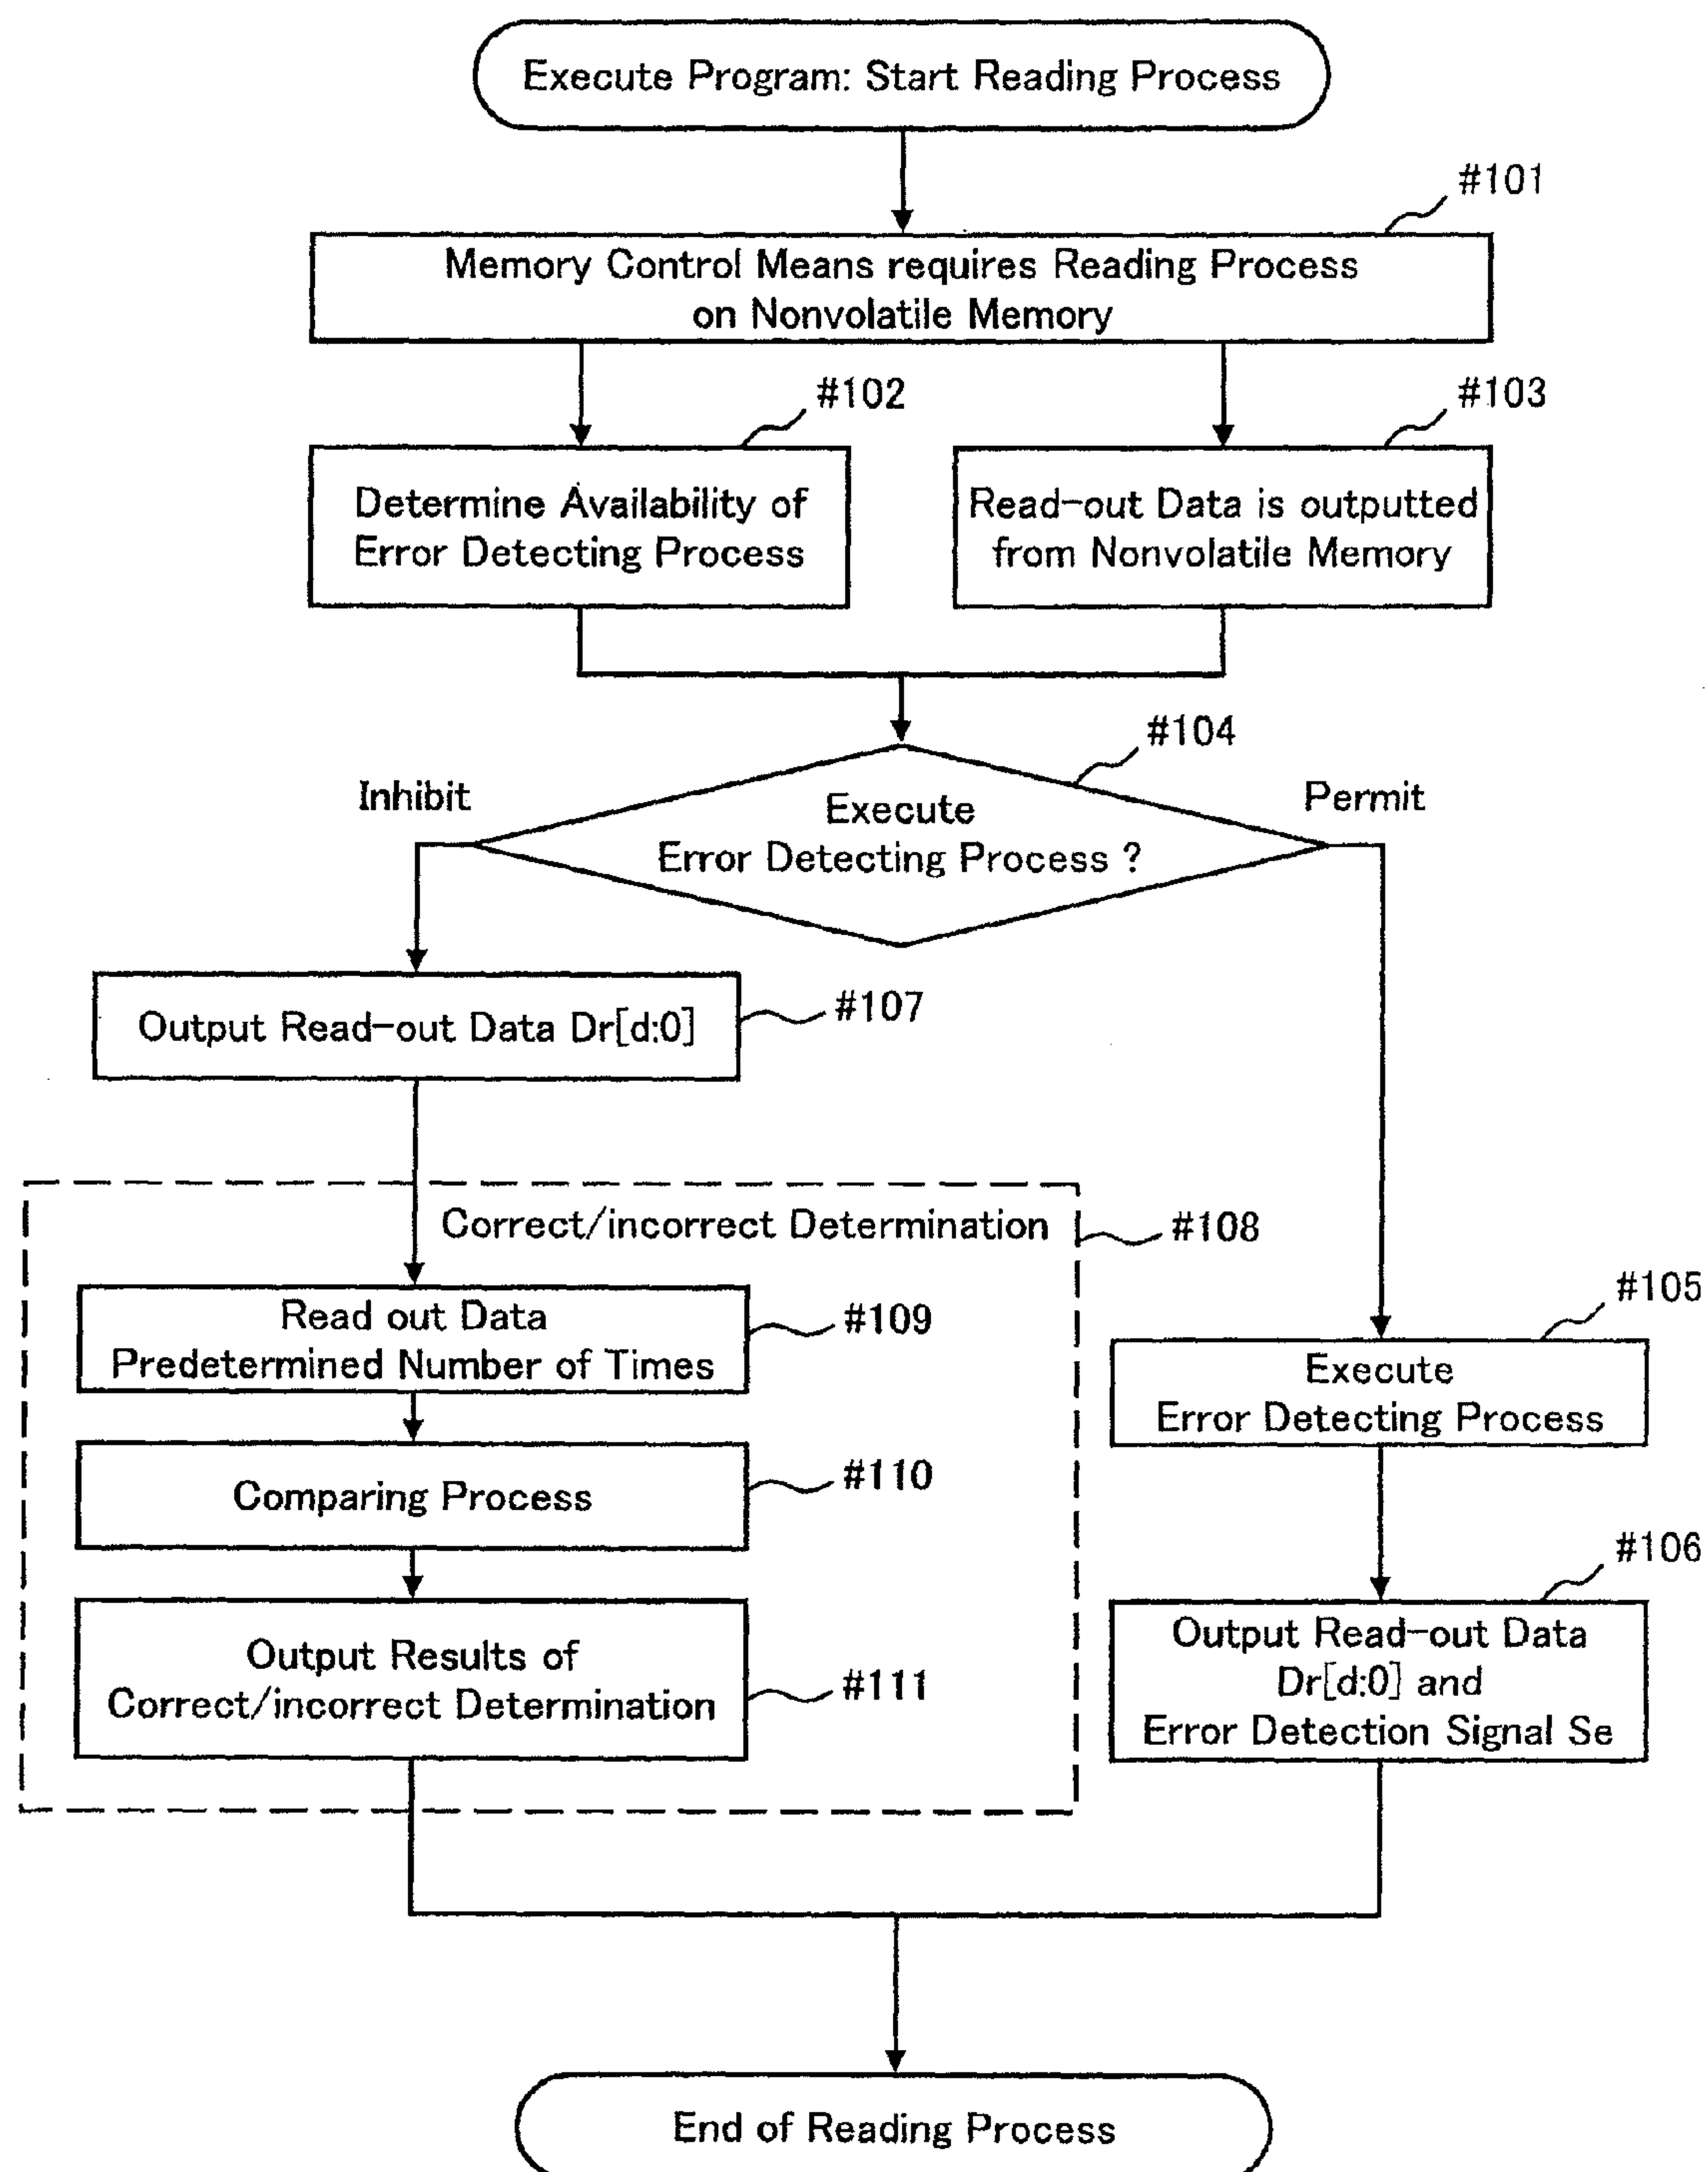 Execute Program: Start Reading Process
#101
Memory Control Means requires Reading Process
on Nonvolatile Memory
#102
#103
Determine Availability of
Error Detecting Process
Read-out Data is outputted
from Nonvolatile Memory
#104
Inhibit
Permit
Execute
Error Detecting Process ?
Output Read-out Data Dr[d:0]
#107
Correct/incorrect Determination
#108
Read out Data
Predetermined Number of Times
#109
#105
Execute
Error Detecting Process
Comparing Process
#110
#106
Output Results of
Correct/incorrect Determination
#111
Output Read-out Data
Dr[d:0] and
Error Detection Signal Se
End of Reading Process